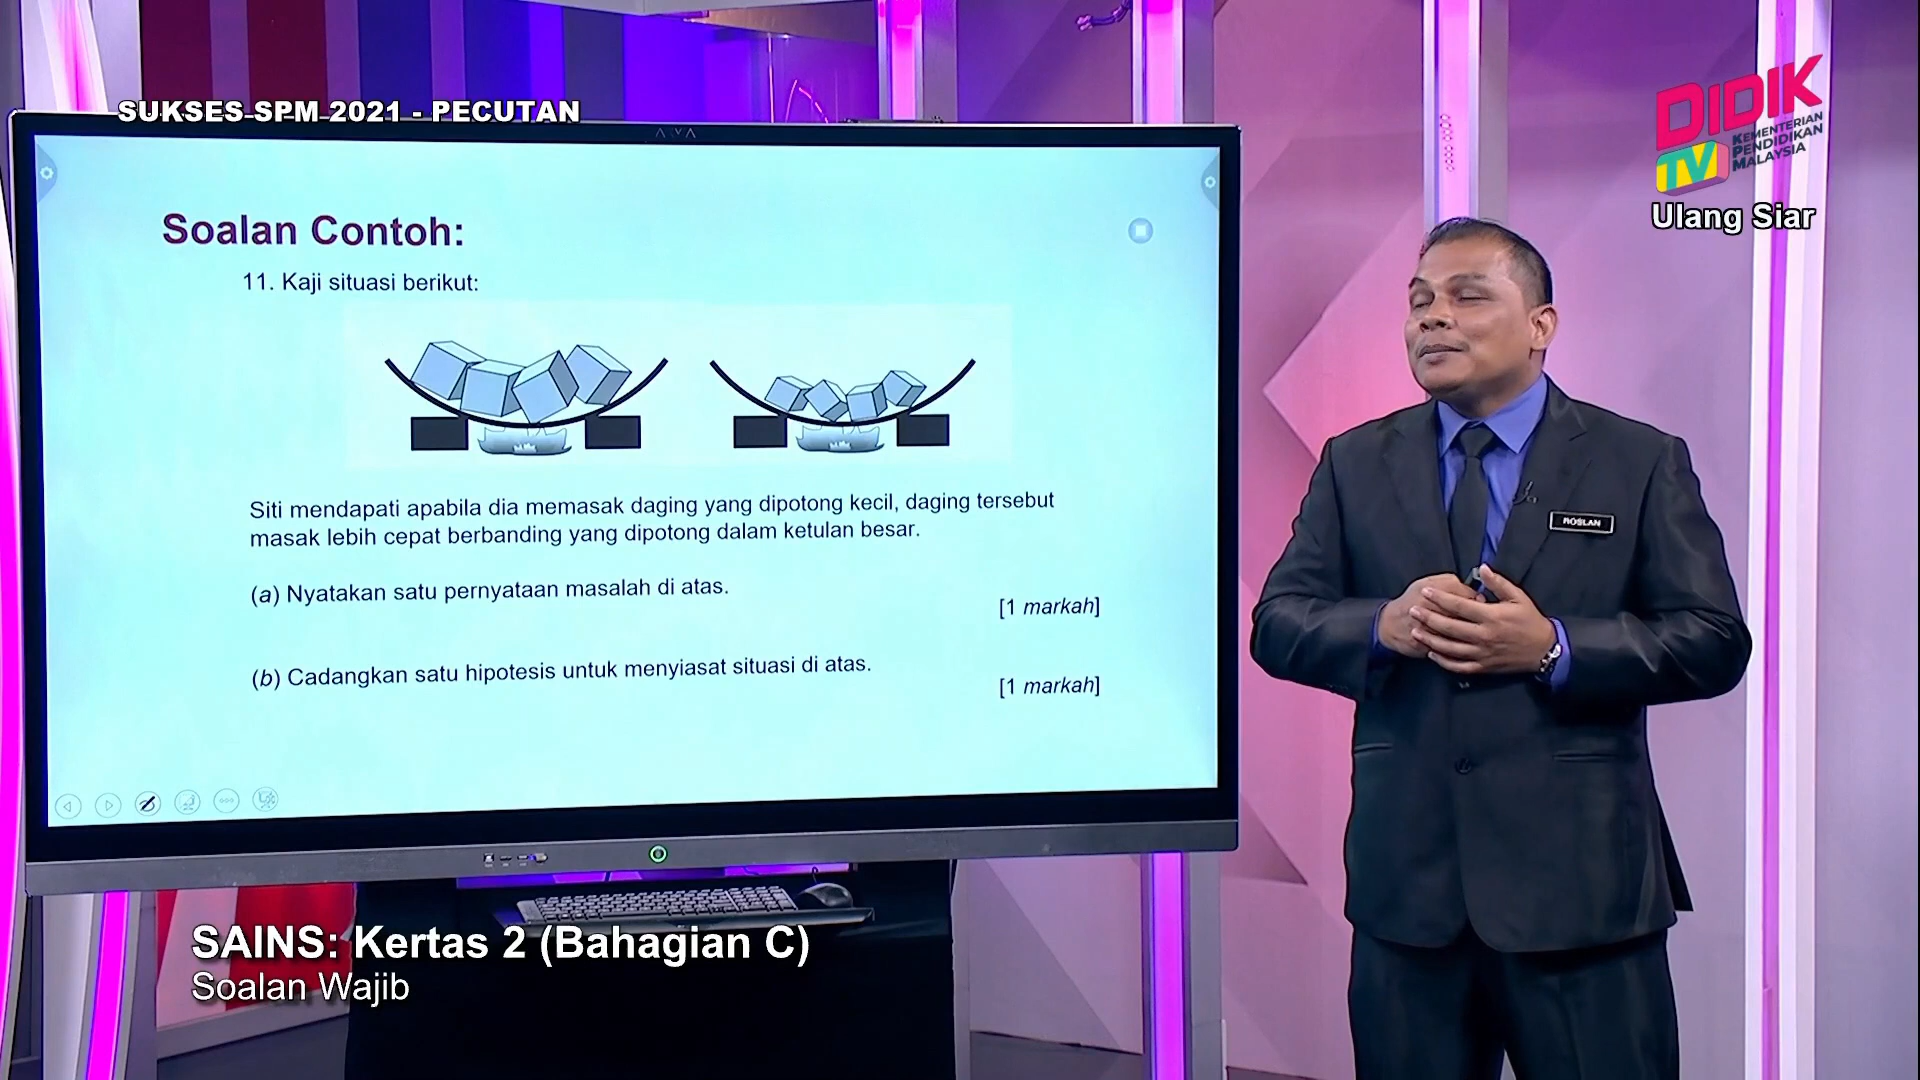 SUKSES SPM 2021 - PECUTAN
DIDIK
TV
KEMENTERIAN
PENDIDIKAN
MALAYSIA
Ulang Siar
Soalan Contoh:
11. Kaji situasi berikut:
Siti mendapati apabila dia memasak daging yang dipotong kecil, daging tersebut
masak lebih cepat berbanding yang dipotong dalam ketulan besar.
(a) Nyatakan satu pernyataan masalah di atas.
[1 markah]
(b) Cadangkan satu hipotesis untuk menyiasat situasi di atas.
[1 markah]
ROSLAN
SAINS: Kertas 2 (Bahagian C)
Soalan Wajib